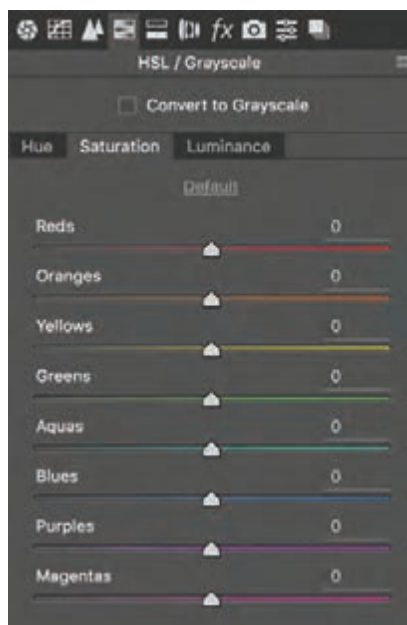 fx
HSL / Grayscale
Convert to Grayscale
Hue Saturation Luminance
Default
Reds 0
Oranges 0
Yellows 0
Greens 0
Aquas 0
Blues 0
Purples 0
Magentas 0